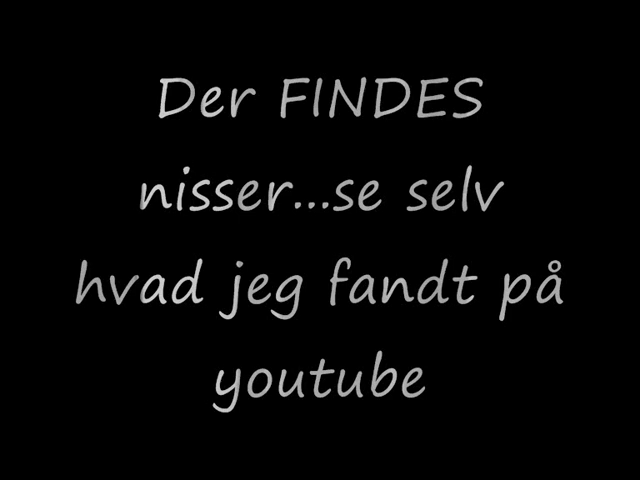 Der FINDES
nisser...se selv
hvad jeg fandt på
youtube